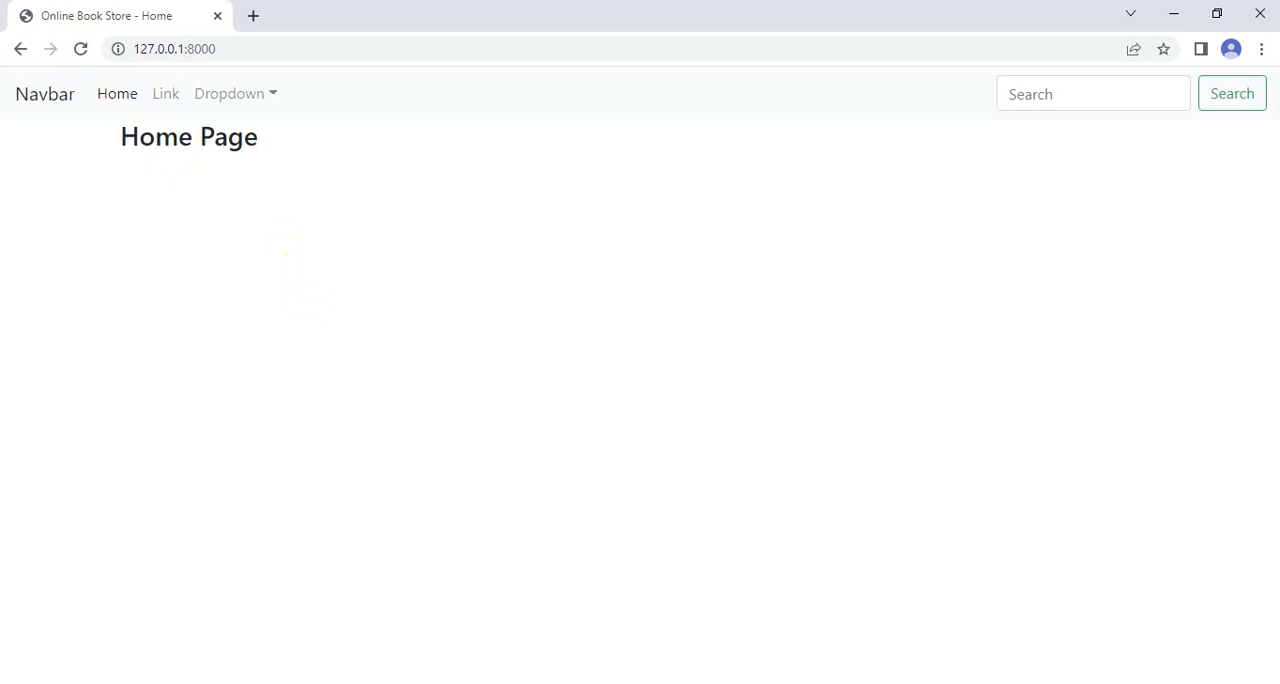 Online Book Store - Home
127.0.0.1:8000
Navbar Home Link Dropdown Search Search
Home Page